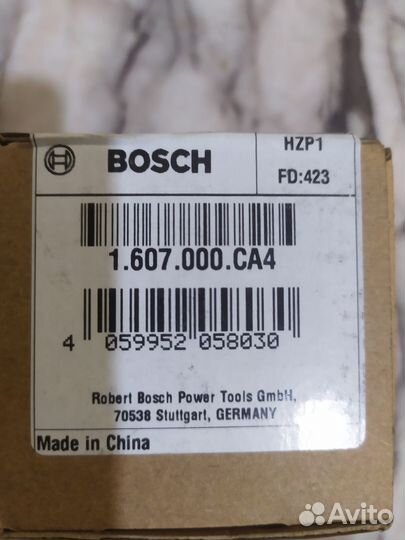 BOSCH
HZP1
FD:423
1.607.000.CA4
4 059952 058030
Robert Bosch Power Tools GmbH,
70538 Stuttgart, GERMANY
Made in China
Avito